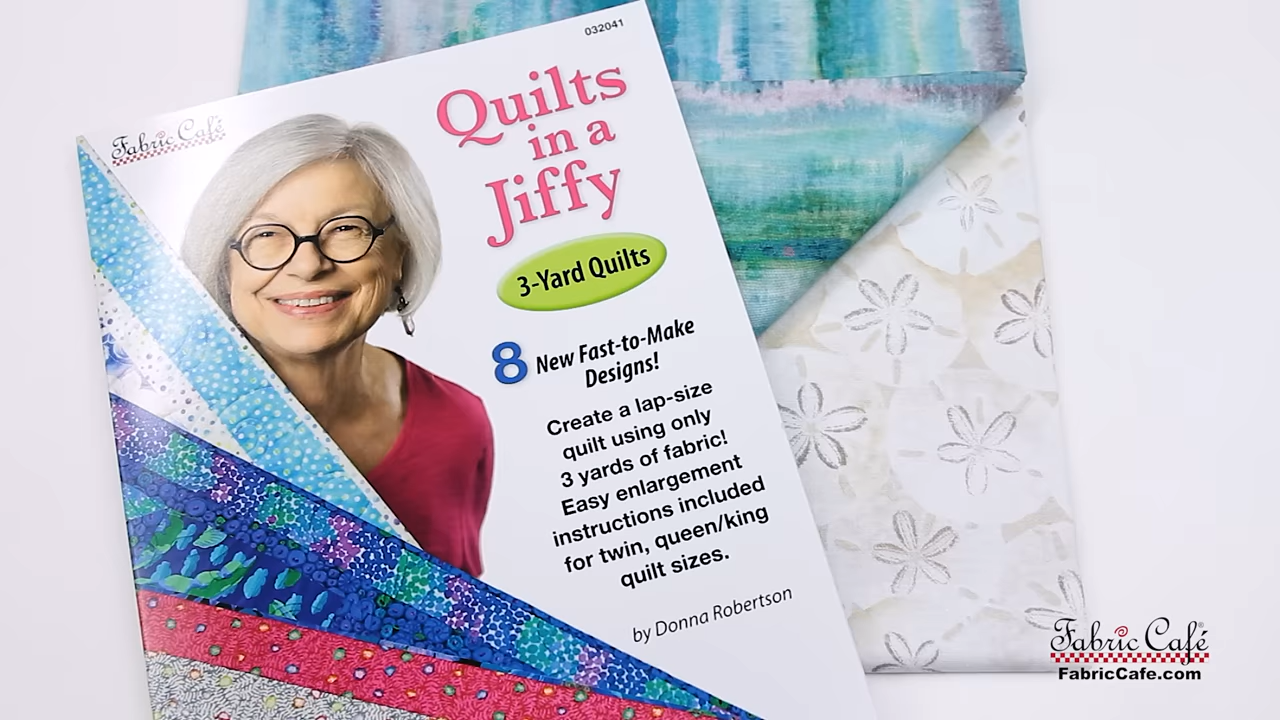 032041
Fabric Café
Quilts
in a
Jiffy
3-Yard Quilts
8 New Fast-to-Make
Designs!
Create a lap-size
quilt using only
3 yards of fabric!
Easy enlargement
instructions included
for twin, queen/king
quilt sizes.
by Donna Robertson
Fabric Café®
FabricCafe.com